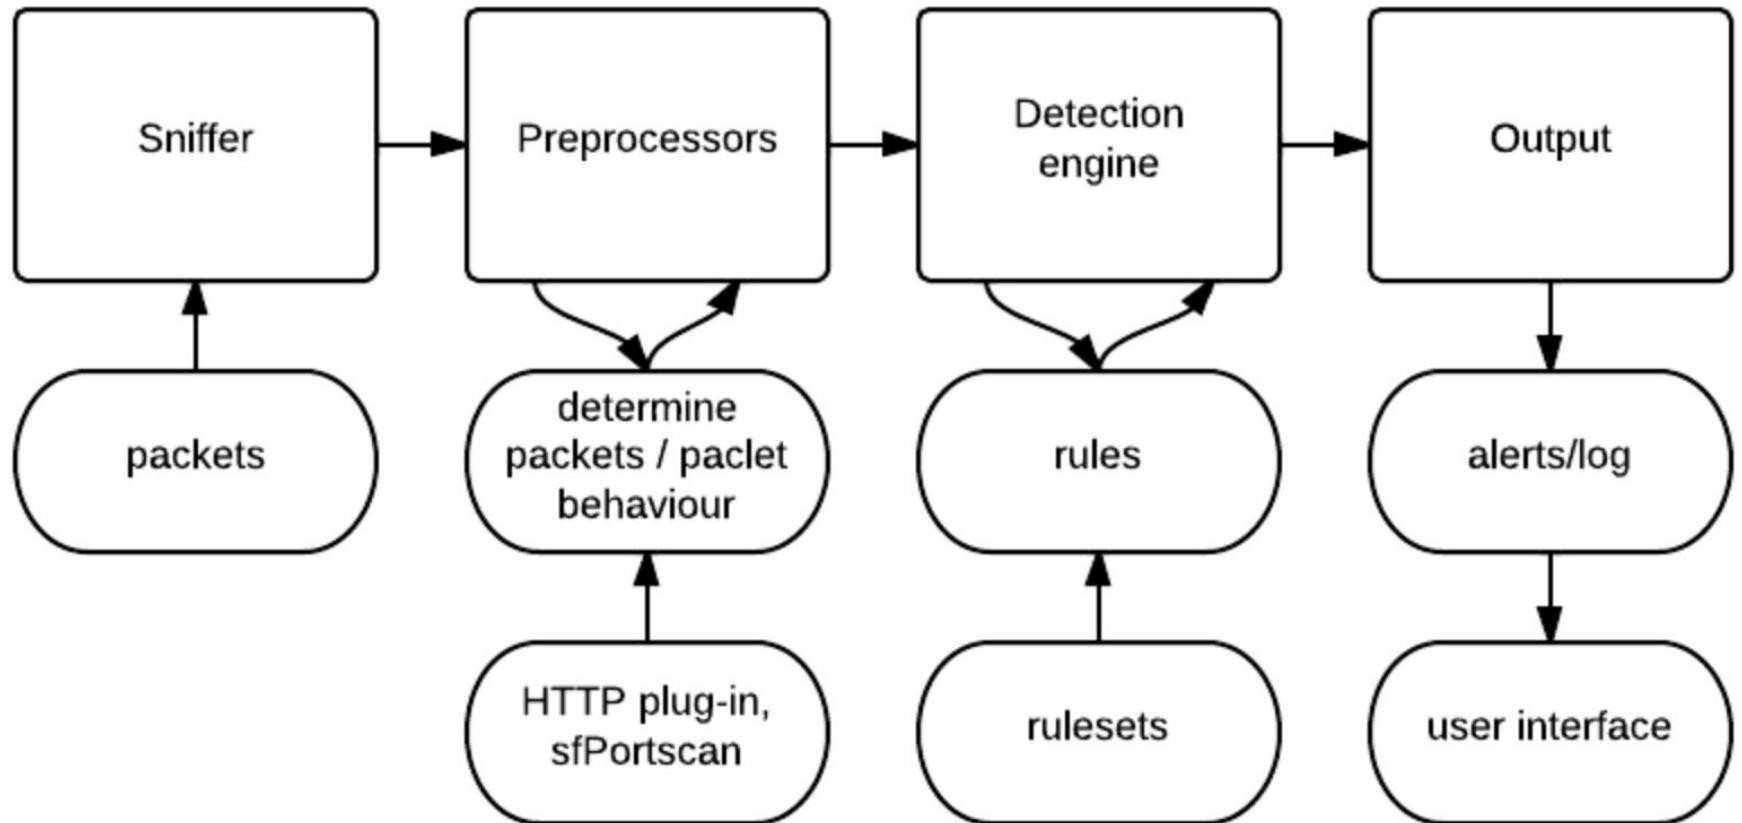 Sniffer
Preprocessors
Detection
engine
Output
packets
determine
packets / paclet
behaviour
rules
alerts/log
HTTP plug-in,
sfPortscan
rulesets
user interface